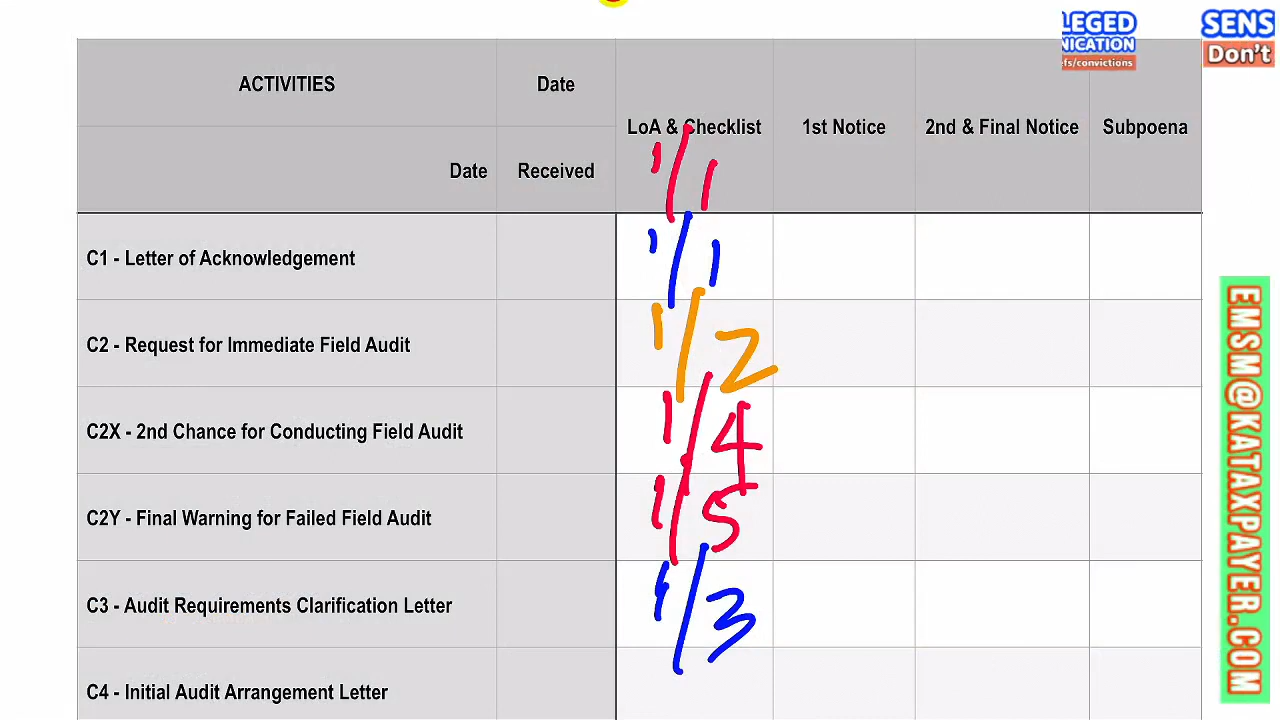 LEGED
NICATION
efs/convictions
SENS
Don't
ACTIVITIES
Date
LoA & Checklist
1st Notice
2nd & Final Notice
Subpoena
Date
Received
1/1
C1 - Letter of Acknowledgement
1/1
C2 - Request for Immediate Field Audit
1/2
C2X - 2nd Chance for Conducting Field Audit
1/4
C2Y - Final Warning for Failed Field Audit
1/5
C3 - Audit Requirements Clarification Letter
1/3
C4 - Initial Audit Arrangement Letter
EMSM@KATAXPAYER.COM